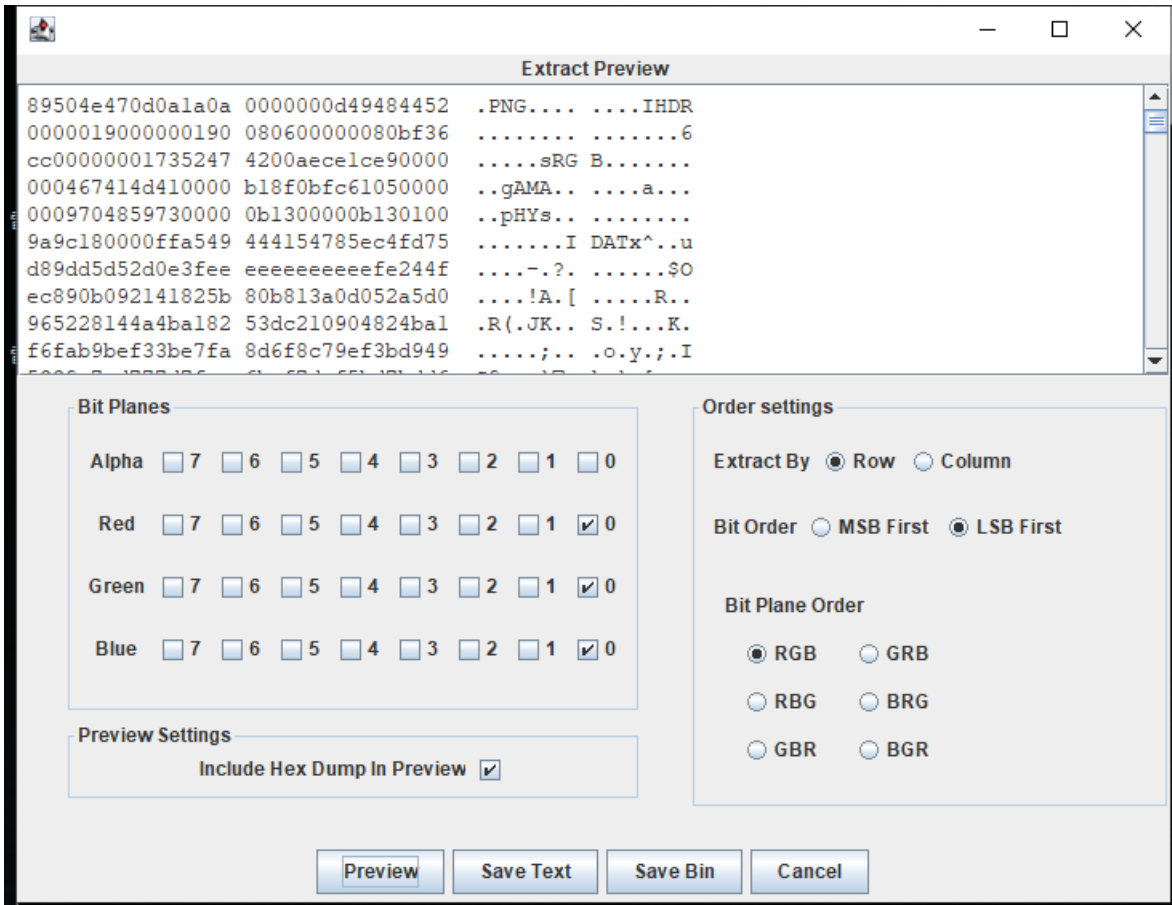 Extract Preview
89504e470d0a1a0a 0000000d49484452 .PNG.... ....IHDR
0000019000000190 080600000080bf36 ........ .......6
cc00000001735247 4200aece1ce90000 .....sRG B.......
000467414d410000 b18f0bfc61050000 ..gAMA.. ....a...
0009704859730000 0b1300000b130100 ..pHYs.. ........
9a9c180000ffa549 444154785ec4fd75 .......I DATx^..u
d89dd5d52d0e3fee eeeeeeeeeeefe244f ....-.?. ......$O
ec890b092141825b 80b813a0d052a5d0 ....!A.[ .....R..
965228144a4ba182 53dc210904824ba1 .R(.JK.. S.!...K.
f6fab9bef33be7fa 8d6f8c79ef3bd949 .....;.. .o.y.;.I
Bit Planes
Alpha 7 6 5 4 3 2 1 0
Red 7 6 5 4 3 2 1 0
Green 7 6 5 4 3 2 1 0
Blue 7 6 5 4 3 2 1 0
Preview Settings
Include Hex Dump In Preview
Order settings
Extract By Row Column
Bit Order MSB First LSB First
Bit Plane Order
RGB GRB
RBG BRG
GBR BGR
Preview Save Text Save Bin Cancel